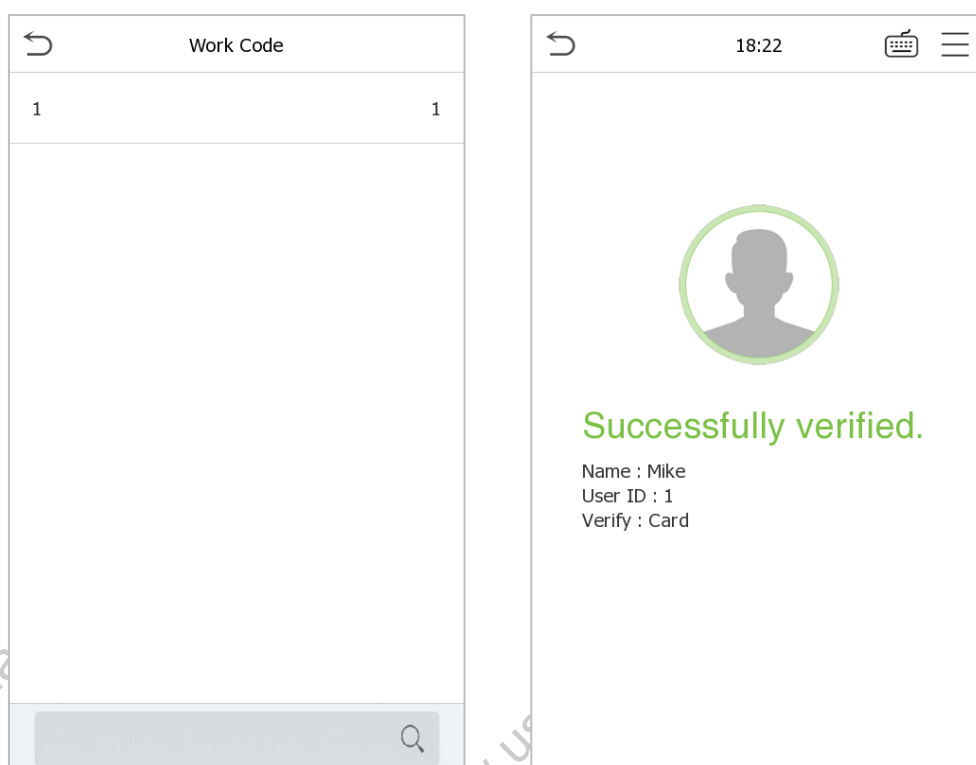 Work Code
1 1
18:22
Successfully verified.
Name : Mike
User ID : 1
Verify : Card